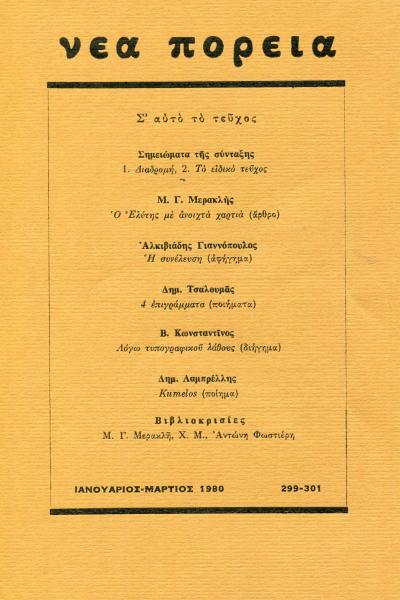 νεα πορεια
Σ' αὐτὸ τὸ τεῦχος
Σημειώματα τῆς σύνταξης
1. Διαδρομή, 2. Τὸ εἰδικὸ τεῦχος
Μ. Γ. Μερακλῆς
Ὁ Ἐλύτης μὲ ἀνοιχτὰ χαρτιὰ (ἄρθρο)
Ἀλκιβιάδης Γιαννόπουλος
Ἡ συνέλευση (ἀφήγημα)
Δημ. Τσαλουμᾶς
4 ἐπιγράμματα (ποιήματα)
Β. Κωνσταντῖνος
Λόγω τυπογραφικοῦ λάθους (διήγημα)
Δημ. Λαμπρέλλης
Kumelos (ποίημα)
Βιβλιοκρισίες
Μ. Γ. Μερακλῆ, Χ. Μ., Ἀντώνη Φωστιέρη
ΙΑΝΟΥΑΡΙΟΣ-ΜΑΡΤΙΟΣ 1980 299-301